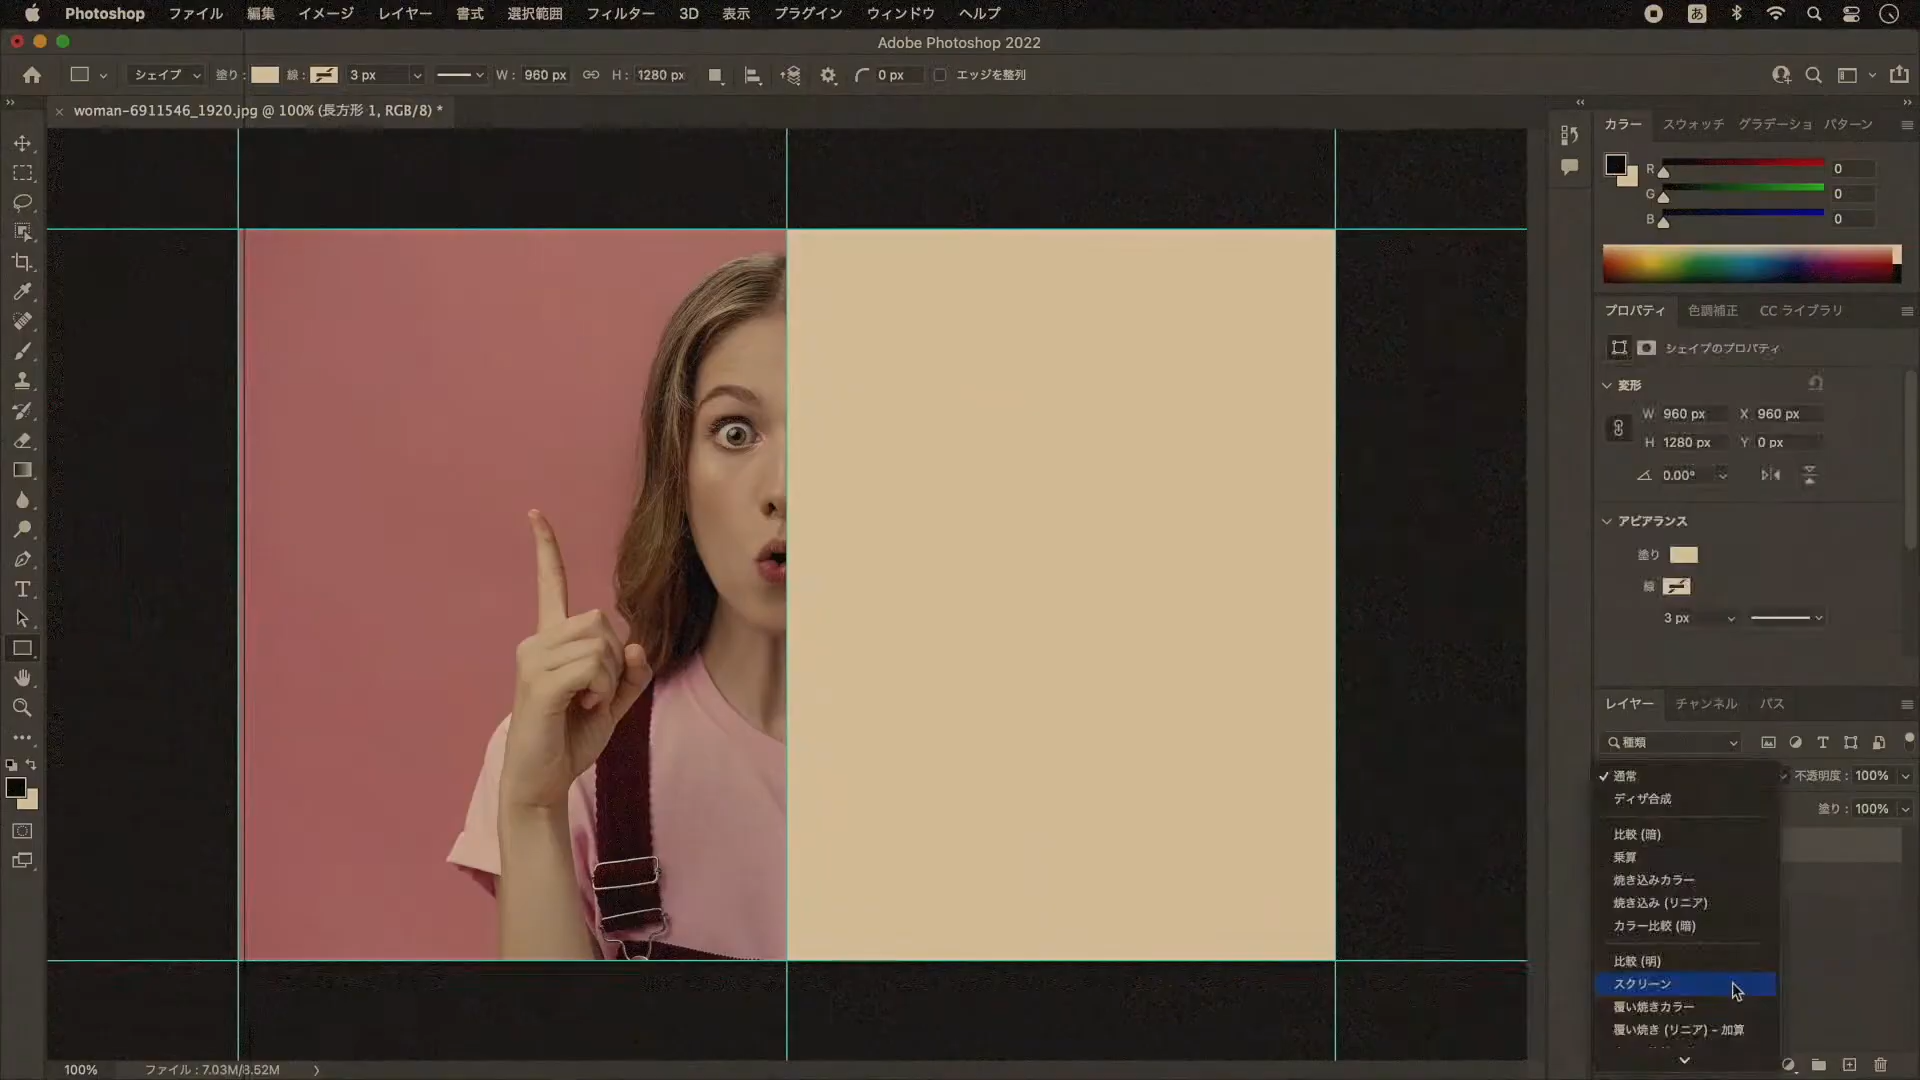 Photoshop ファイル 編集 イメージ レイヤー 書式 選択範囲 フィルター 3D 表示 プラグイン ウィンドウ ヘルプ あ
Adobe Photoshop 2022
シェイプ 塗り : 線 : 3 px W : 960 px H : 1280 px 0 px エッジを整列
woman-6911546_1920.jpg @ 100% (長方形 1, RGB/8) *
カラー スウォッチ グラデーショ パターン
R 0
G 0
B 0
プロパティ 色調補正 CC ライブラリ
シェイプのプロパティ
変形
W 960 px X 960 px
H 1280 px Y 0 px
0.00°
アピアランス
塗り
線
3 px
レイヤー チャンネル パス
種類
通常 不透明度 : 100%
ディザ合成
塗り : 100%
比較 (暗)
乗算
焼き込みカラー
焼き込み (リニア)
カラー比較 (暗)
比較 (明)
スクリーン
覆い焼きカラー
覆い焼き (リニア) - 加算
100% ファイル : 7.03M/8.52M